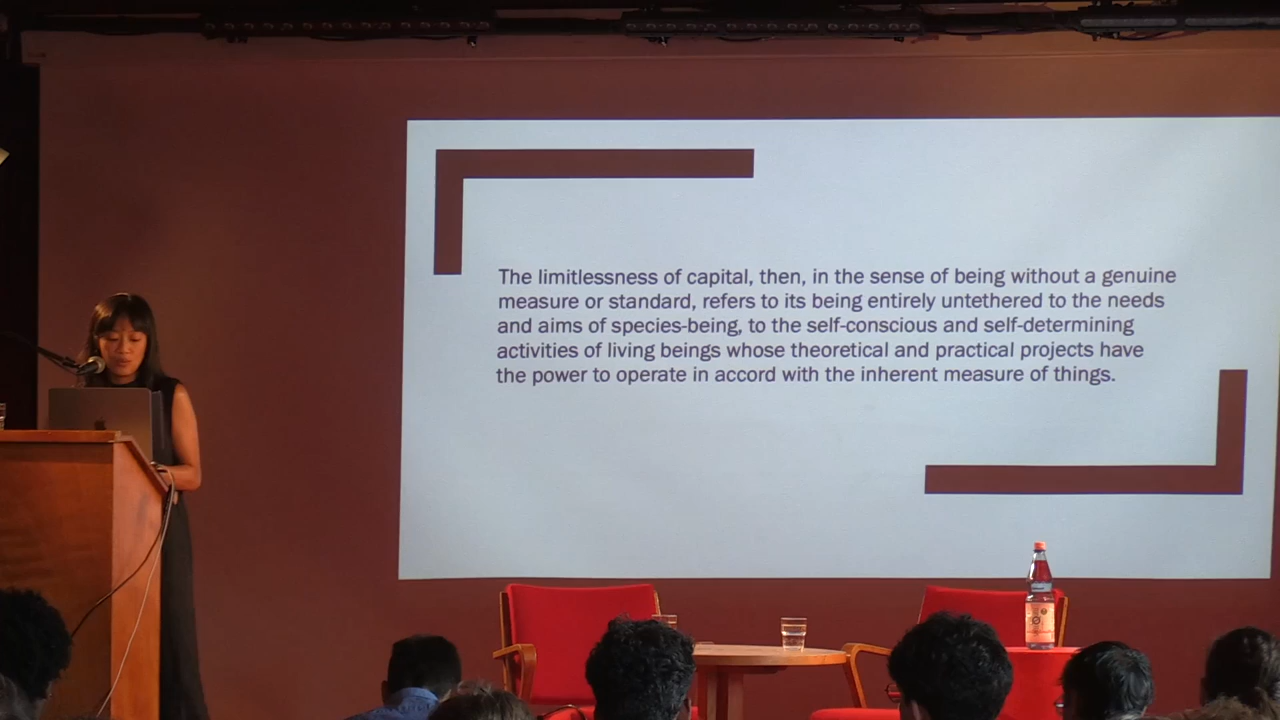 The limitlessness of capital, then, in the sense of being without a genuine
measure or standard, refers to its being entirely untethered to the needs
and aims of species-being, to the self-conscious and self-determining
activities of living beings whose theoretical and practical projects have
the power to operate in accord with the inherent measure of things.